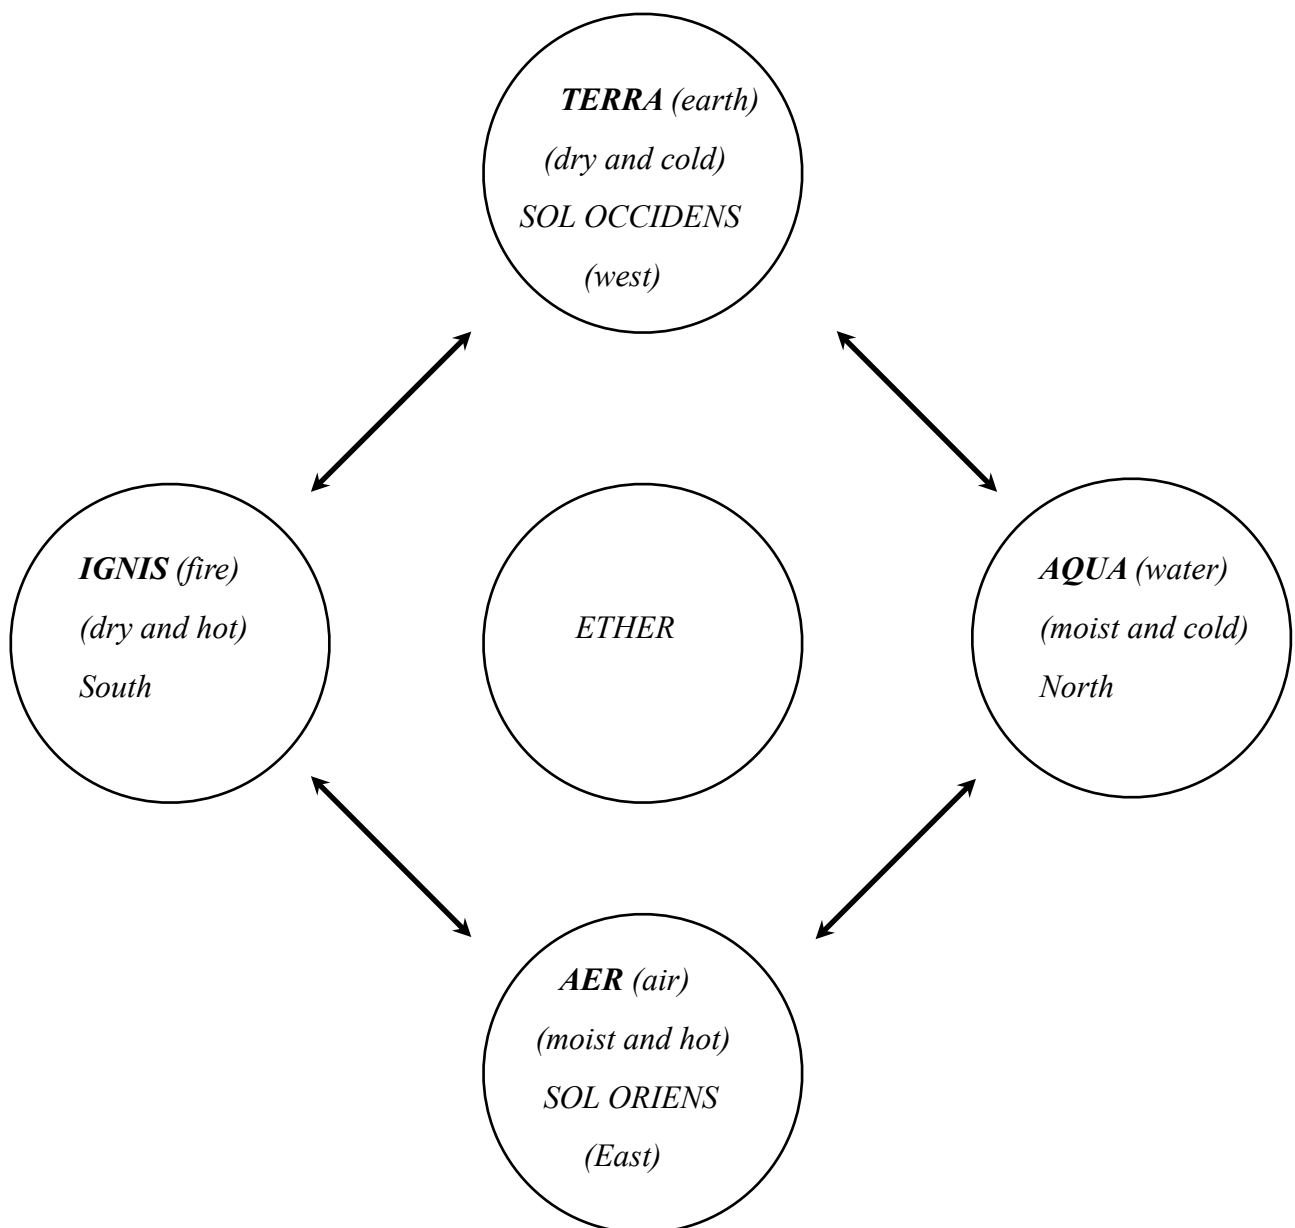 TERRA (earth)
(dry and cold)
SOL OCCIDENS
(west)
IGNIS (fire)
(dry and hot)
South
ETHER
AQUA (water)
(moist and cold)
North
AER (air)
(moist and hot)
SOL ORIENS
(East)